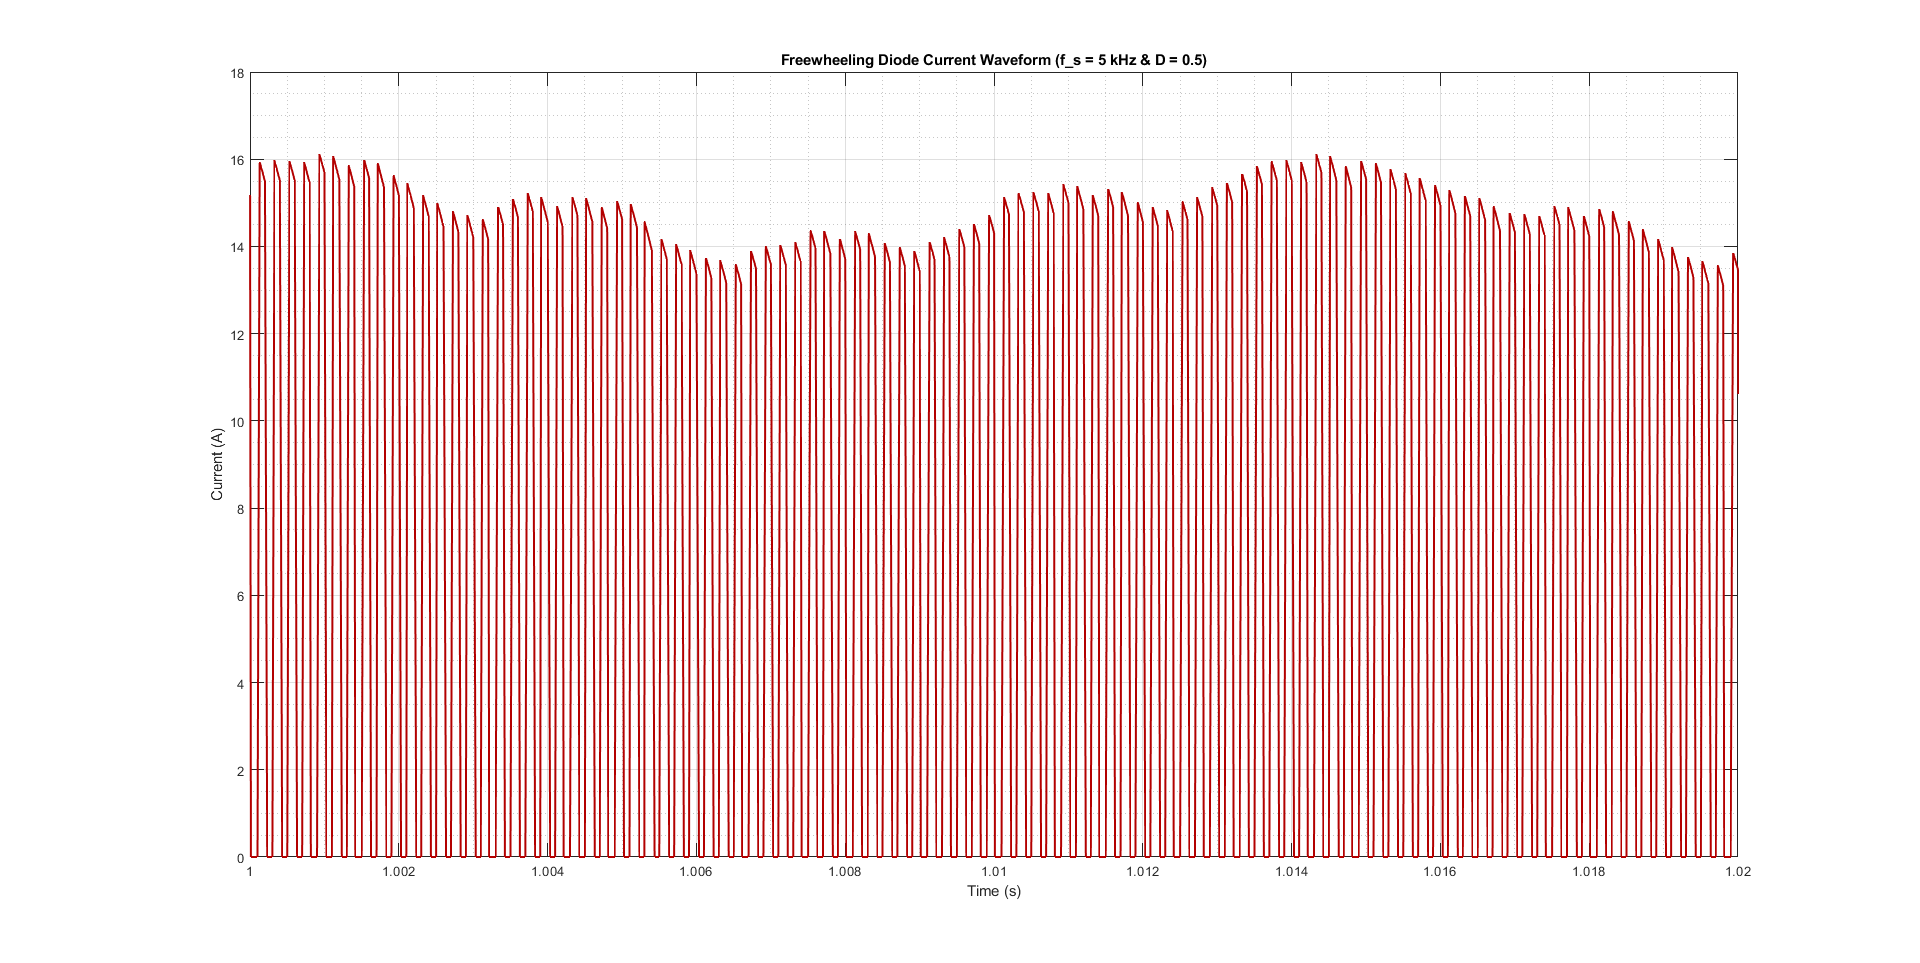 Freewheeling Diode Current Waveform (f_s = 5 kHz & D = 0.5)
18
16
14
12
10
8
6
4
2
0
Current (A)
1 1.002 1.004 1.006 1.008 1.01 1.012 1.014 1.016 1.018 1.02
Time (s)